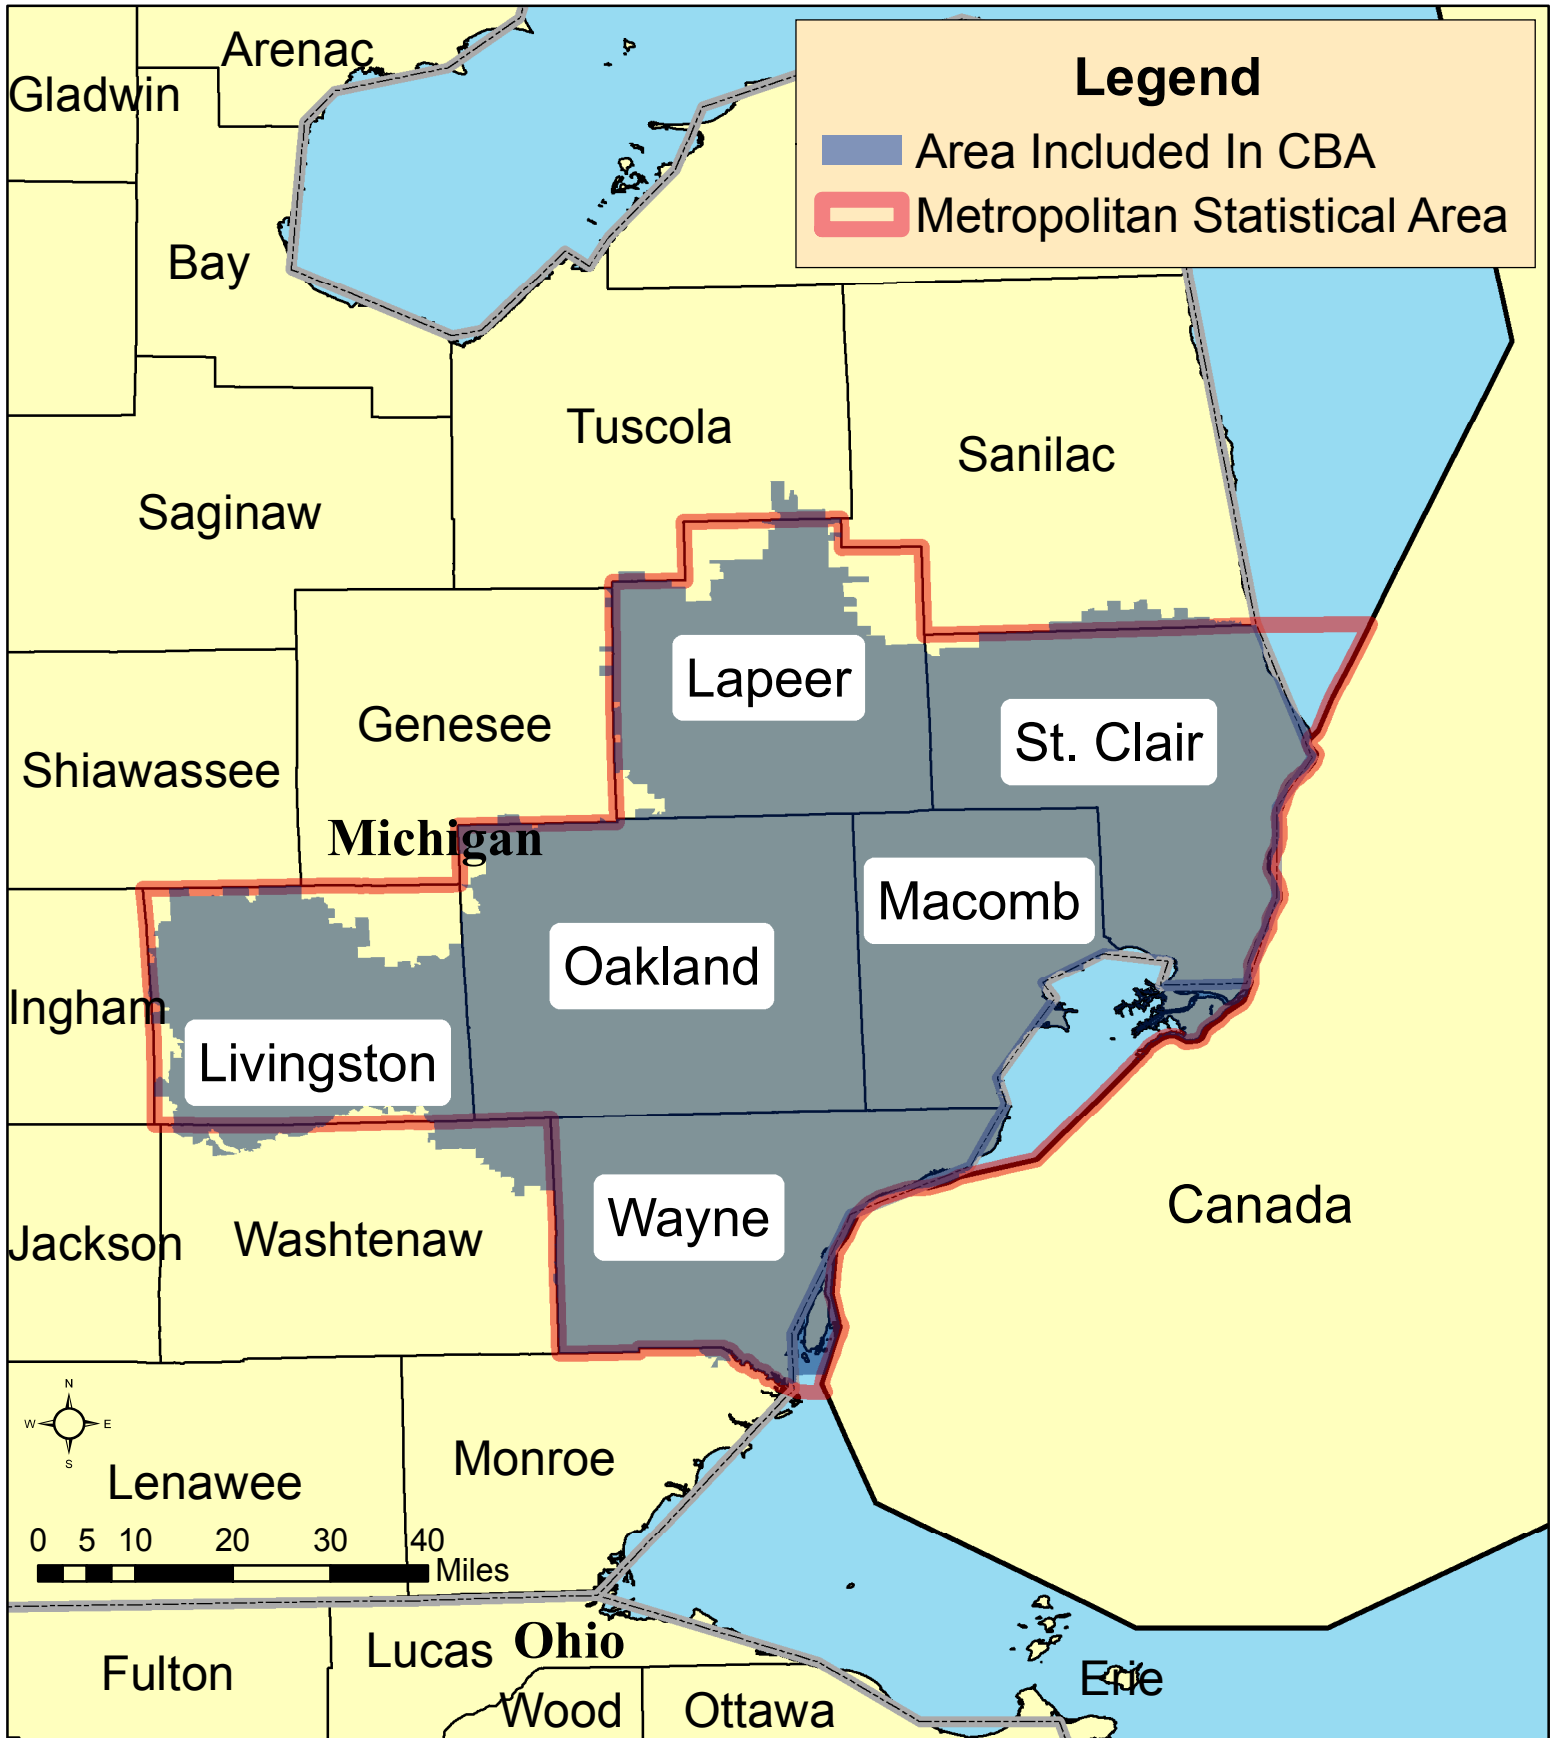 Arenac
Gladwin
Legend
Area Included In CBA
Metropolitan Statistical Area
Bay
Tuscola
Sanilac
Saginaw
Lapeer
Genesee
St. Clair
Shiawassee
Michigan
Macomb
Oakland
Ingham
Livingston
Wayne
Canada
Jackson
Washtenaw
N
W E
S
Monroe
Lenawee
0 5 10 20 30 40
Miles
Ohio
Lucas
Fulton
Erie
Wood
Ottawa